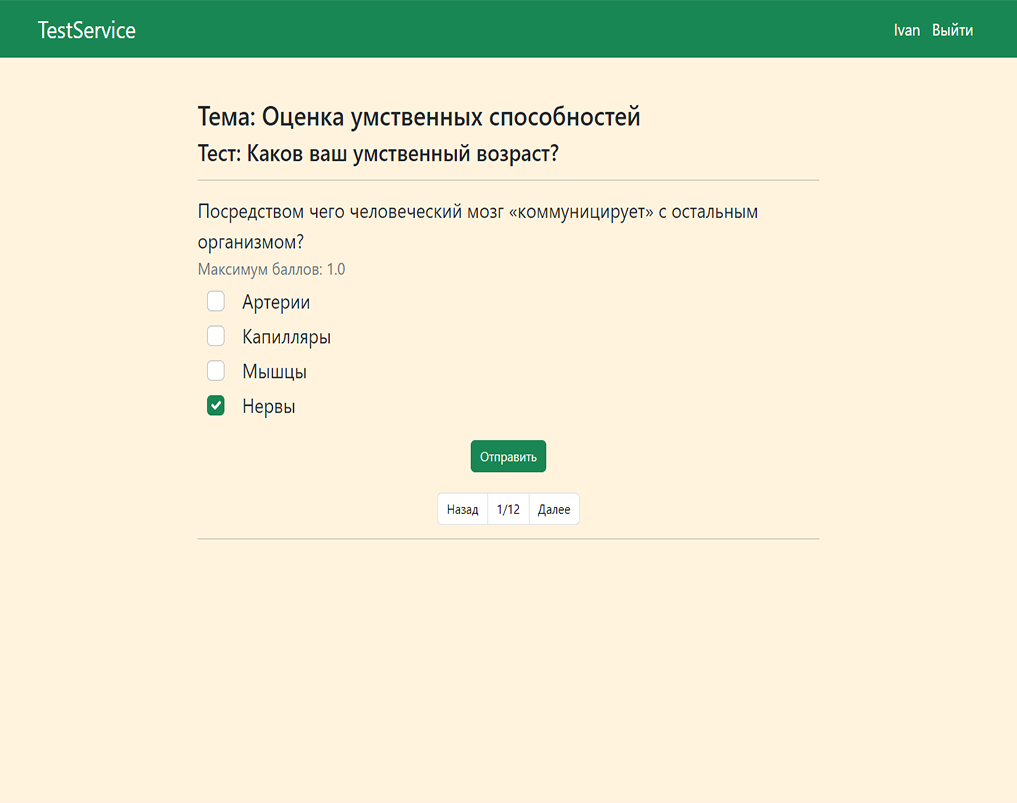 TestService
Ivan Выйти
Тема: Оценка умственных способностей
Тест: Каков ваш умственный возраст?
Посредством чего человеческий мозг «коммуницирует» с остальным
организмом?
Максимум баллов: 1.0
Артерии
Капилляры
Мышцы
Нервы
Отправить
Назад 1/12 Далее